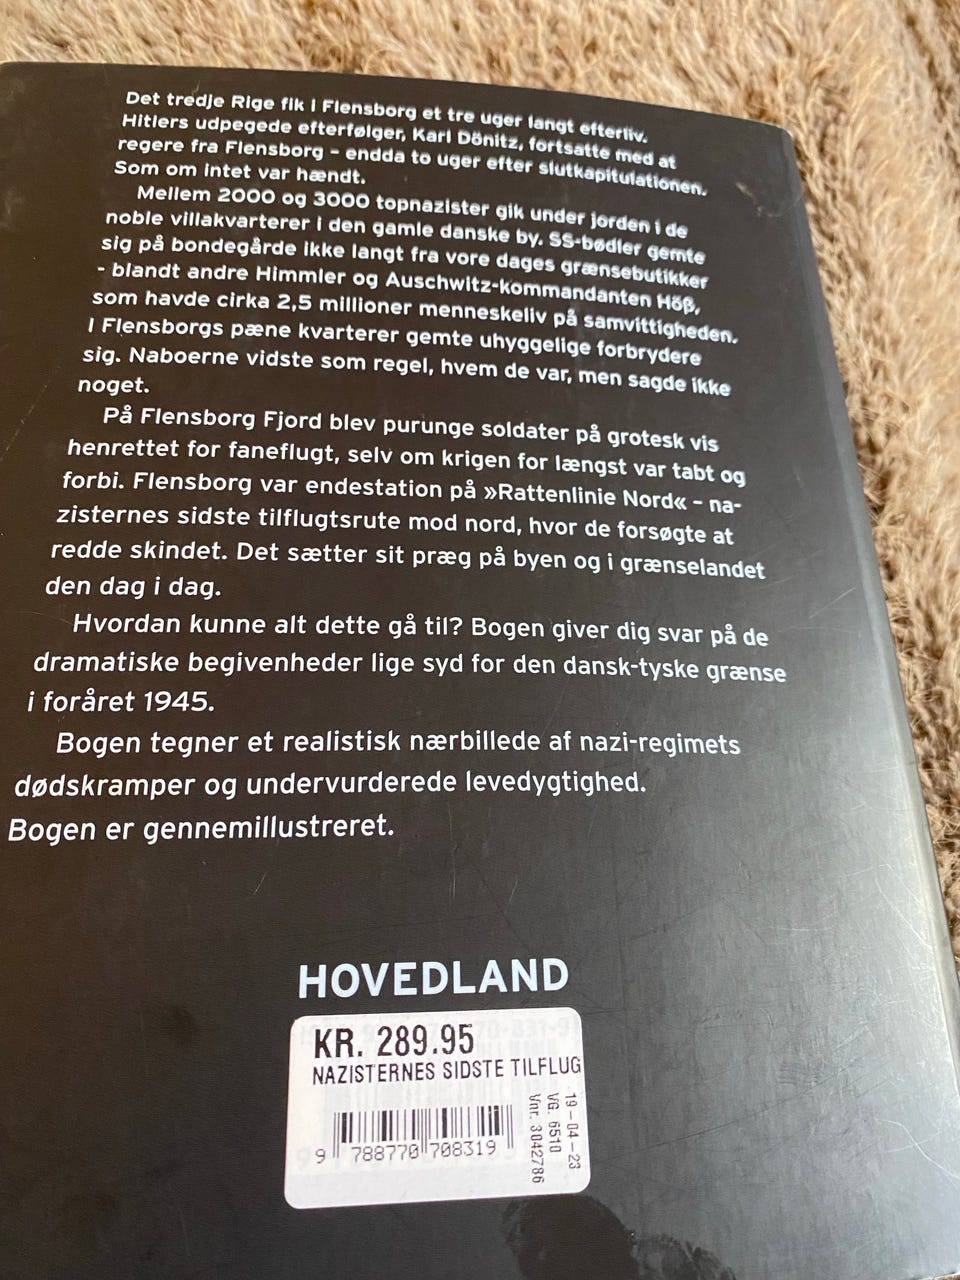 Det tredje Rige fik i Flensborg et tre uger langt efterliv.
Hitlers udpegede efterfølger, Karl Dönitz, fortsatte med at
regere fra Flensborg – endda to uger efter slutkapitulationen.
Som om intet var hændt.
Mellem 2000 og 3000 topnazister gik under jorden i de
noble villakvarterer i den gamle danske by. SS-bødler gemte
sig på bondegårde ikke langt fra vore dages grænsebutikker
- blandt andre Himmler og Auschwitz-kommandanten Höβ,
som havde cirka 2,5 millioner menneskeliv på samvittigheden.
I Flensborgs pæne kvarterer gemte uhyggelige forbrydere
sig. Naboerne vidste som regel, hvem de var, men sagde ikke
noget.
På Flensborg Fjord blev purunge soldater på grotesk vis
henrettet for faneflugt, selv om krigen for længst var tabt og
forbi. Flensborg var endestation på »Rattenlinie Nord« – na-
zisternes sidste tilflugtsrute mod nord, hvor de forsøgte at
redde skindet. Det sætter sit præg på byen og i grænselandet
den dag i dag.
Hvordan kunne alt dette gå til? Bogen giver dig svar på de
dramatiske begivenheder lige syd for den dansk-tyske grænse
i foråret 1945.
Bogen tegner et realistisk nærbillede af nazi-regimets
dødskramper og undervurderede levedygtighed.
Bogen er gennemillustreret.
HOVEDLAND
KR. 289.95
NAZISTERNES SIDSTE TILFLUG
9 788770 708319
19-04-23
VG. 6510
Vnr. 3042786